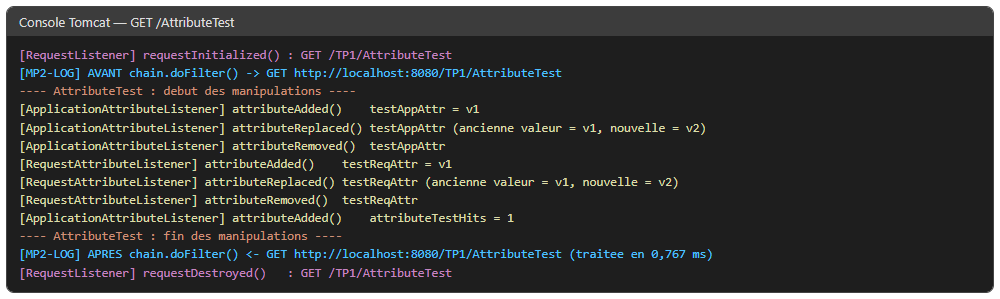 Console Tomcat — GET /AttributeTest
[RequestListener] requestInitialized() : GET /TP1/AttributeTest
[MP2-LOG] AVANT chain.doFilter() -> GET http://localhost:8080/TP1/AttributeTest
---- AttributeTest : debut des manipulations ----
[ApplicationAttributeListener] attributeAdded()    testAppAttr = v1
[ApplicationAttributeListener] attributeReplaced() testAppAttr (ancienne valeur = v1, nouvelle = v2)
[ApplicationAttributeListener] attributeRemoved()  testAppAttr
[RequestAttributeListener] attributeAdded()    testReqAttr = v1
[RequestAttributeListener] attributeReplaced() testReqAttr (ancienne valeur = v1, nouvelle = v2)
[RequestAttributeListener] attributeRemoved()  testReqAttr
[ApplicationAttributeListener] attributeAdded()    attributeTestHits = 1
---- AttributeTest : fin des manipulations ----
[MP2-LOG] APRES chain.doFilter() <- GET http://localhost:8080/TP1/AttributeTest (traitee en 0,767 ms)
[RequestListener] requestDestroyed()   : GET /TP1/AttributeTest